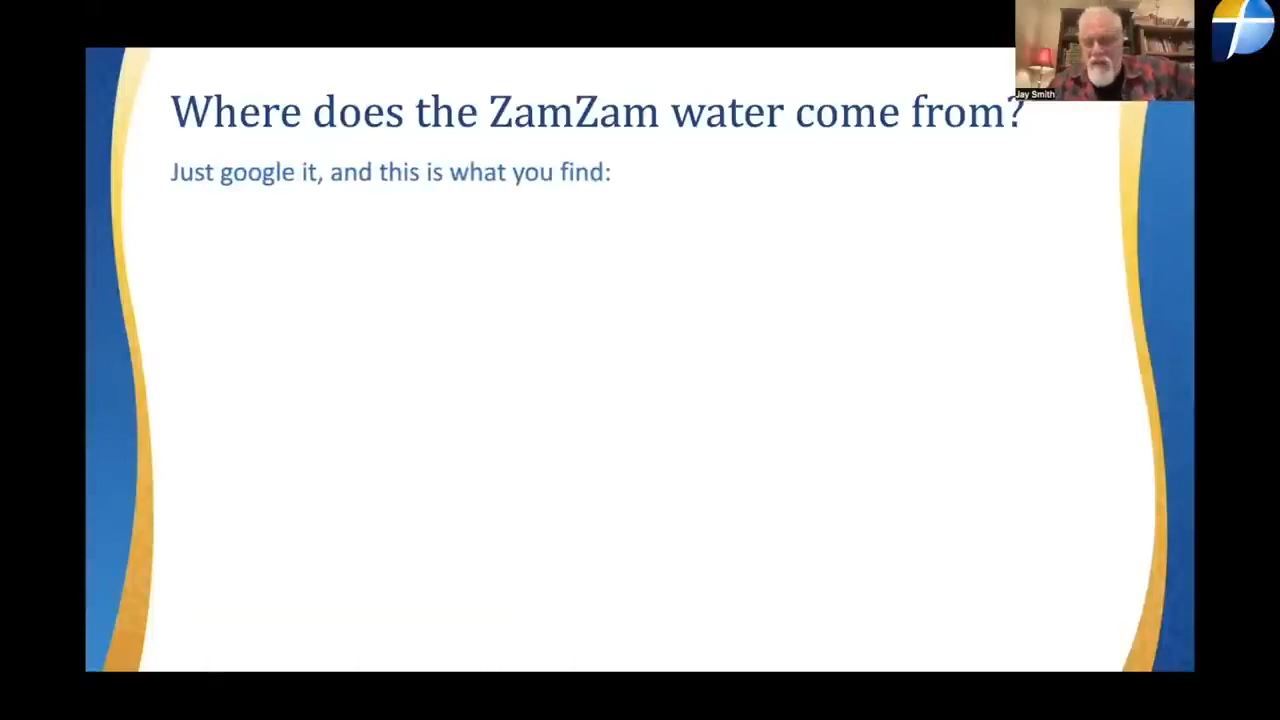 Where does the ZamZam water come from?
Just google it, and this is what you find:
Jay Smith